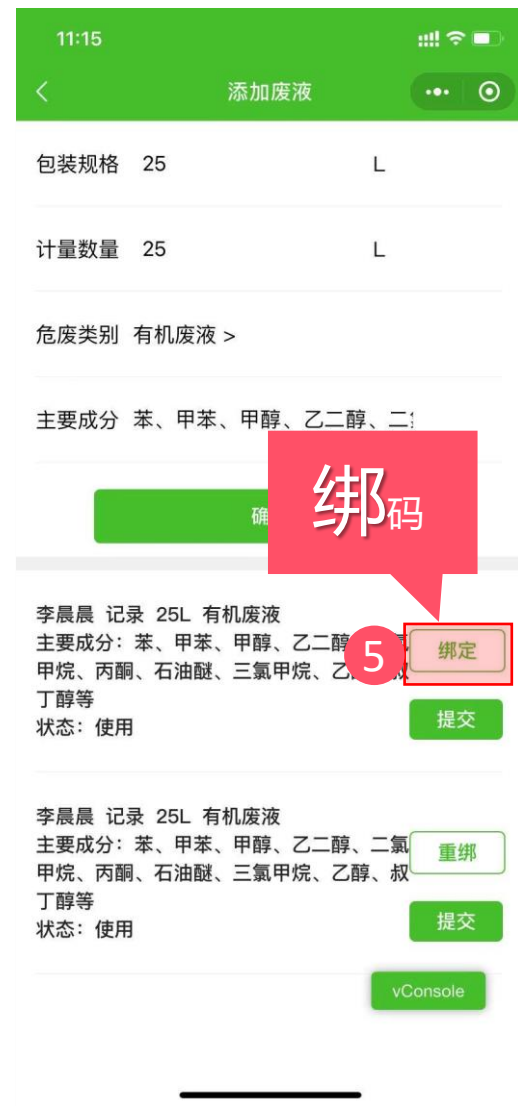 11:15
添加废液
包装规格 25 L
计量数量 25 L
危废类别 有机废液 >
主要成分 苯、甲苯、甲醇、乙二醇、二
确
绑码
李晨晨 记录 25L 有机废液
主要成分：苯、甲苯、甲醇、乙二醇
甲烷、丙酮、石油醚、三氯甲烷、乙
丁醇等
状态：使用
5
绑定
提交
李晨晨 记录 25L 有机废液
主要成分：苯、甲苯、甲醇、乙二醇、二氯
甲烷、丙酮、石油醚、三氯甲烷、乙醇、叔
丁醇等
状态：使用
重绑
提交
vConsole